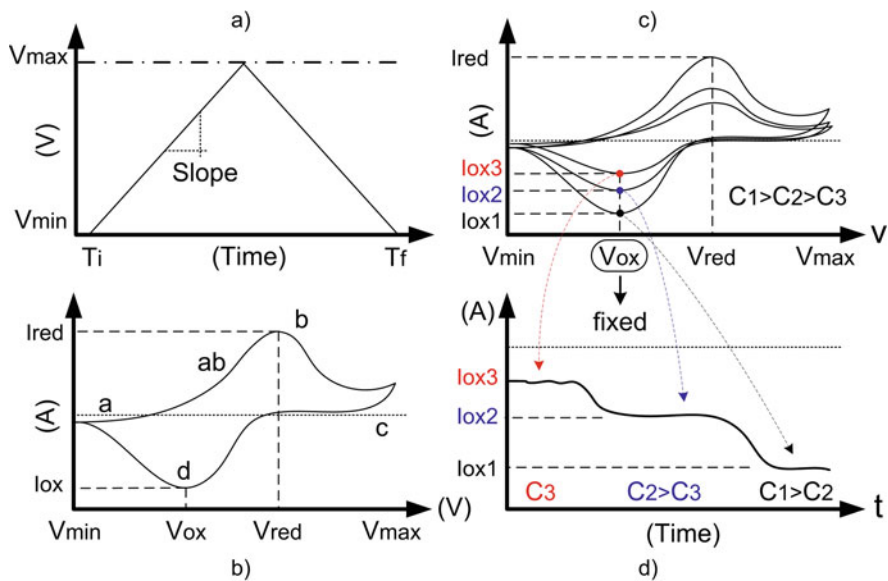 a)
Vmax
(V)
Slope
Vmin
Ti
(Time)
Tf
c)
Ired
(A)
Iox3
Iox2
Iox1
C1>C2>C3
V
Vmin
Vox
Vred
Vmax
fixed
Ired
b
ab
a
(A)
c
d
Iox
(V)
Vmin
Vox
Vred
Vmax
b)
(A)
Iox3
Iox2
Iox1
C3
C2>C3
C1>C2
t
(Time)
d)